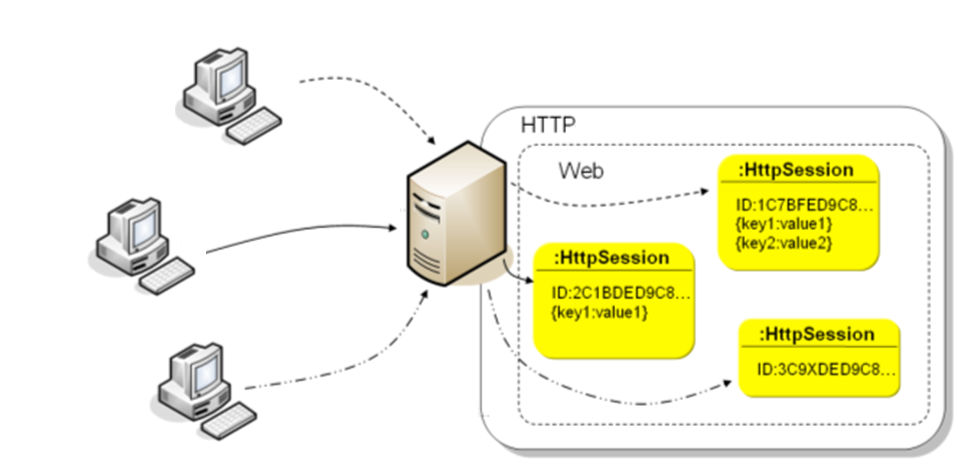 HTTP
Web
:HttpSession
ID:1C7BFED9C8...
{key1:value1}
{key2:value2}
:HttpSession
ID:2C1BDED9C8...
{key1:value1}
:HttpSession
ID:3C9XDED9C8...